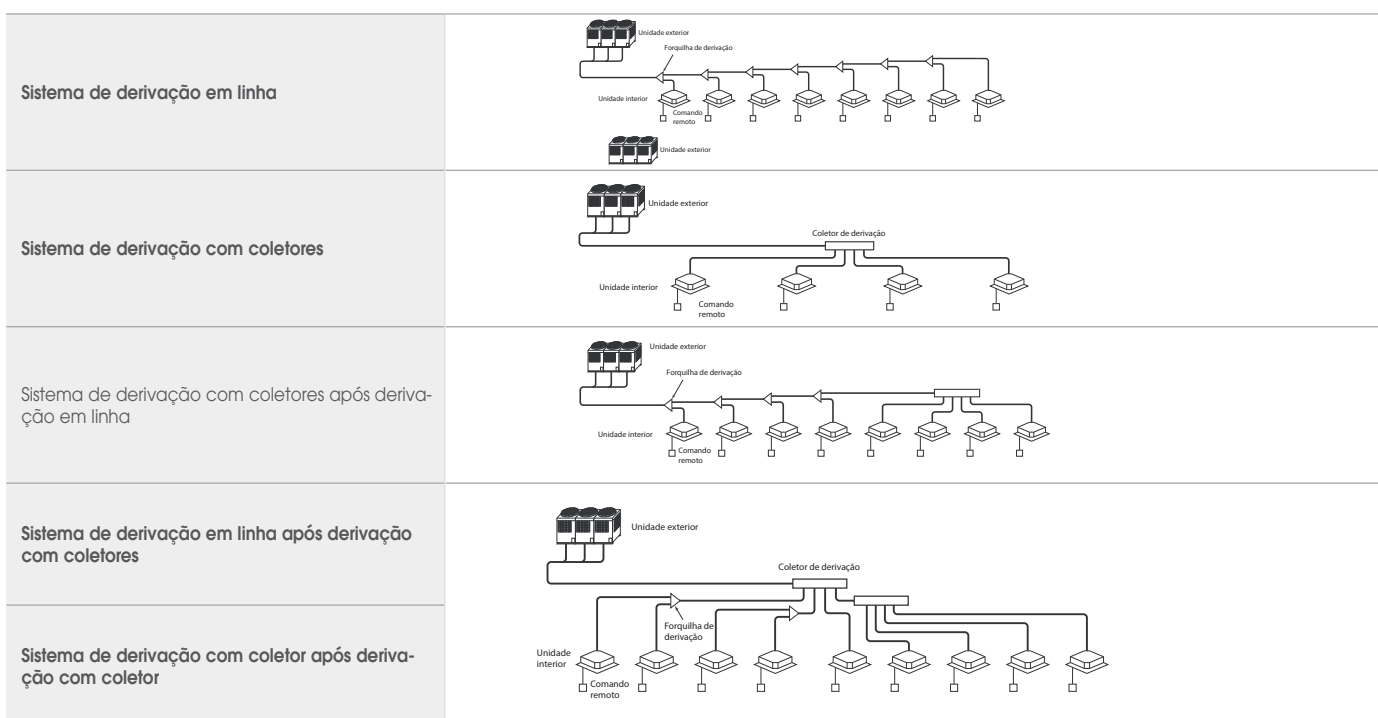 Sistema de derivação em linha
Unidade exterior
Forquilha de derivação
Unidade interior
Comando
remoto
Unidade exterior
Sistema de derivação com coletores
Unidade exterior
Coletor de derivação
Unidade interior
Comando
remoto
Sistema de derivação com coletores após deriva-
ção em linha
Unidade exterior
Forquilha de derivação
Unidade interior
Comando
remoto
Sistema de derivação em linha após derivação
com coletores
Unidade exterior
Coletor de derivação
Forquilha de
derivação
Unidade
interior
Comando
remoto
Sistema de derivação com coletor após deriva-
ção com coletor